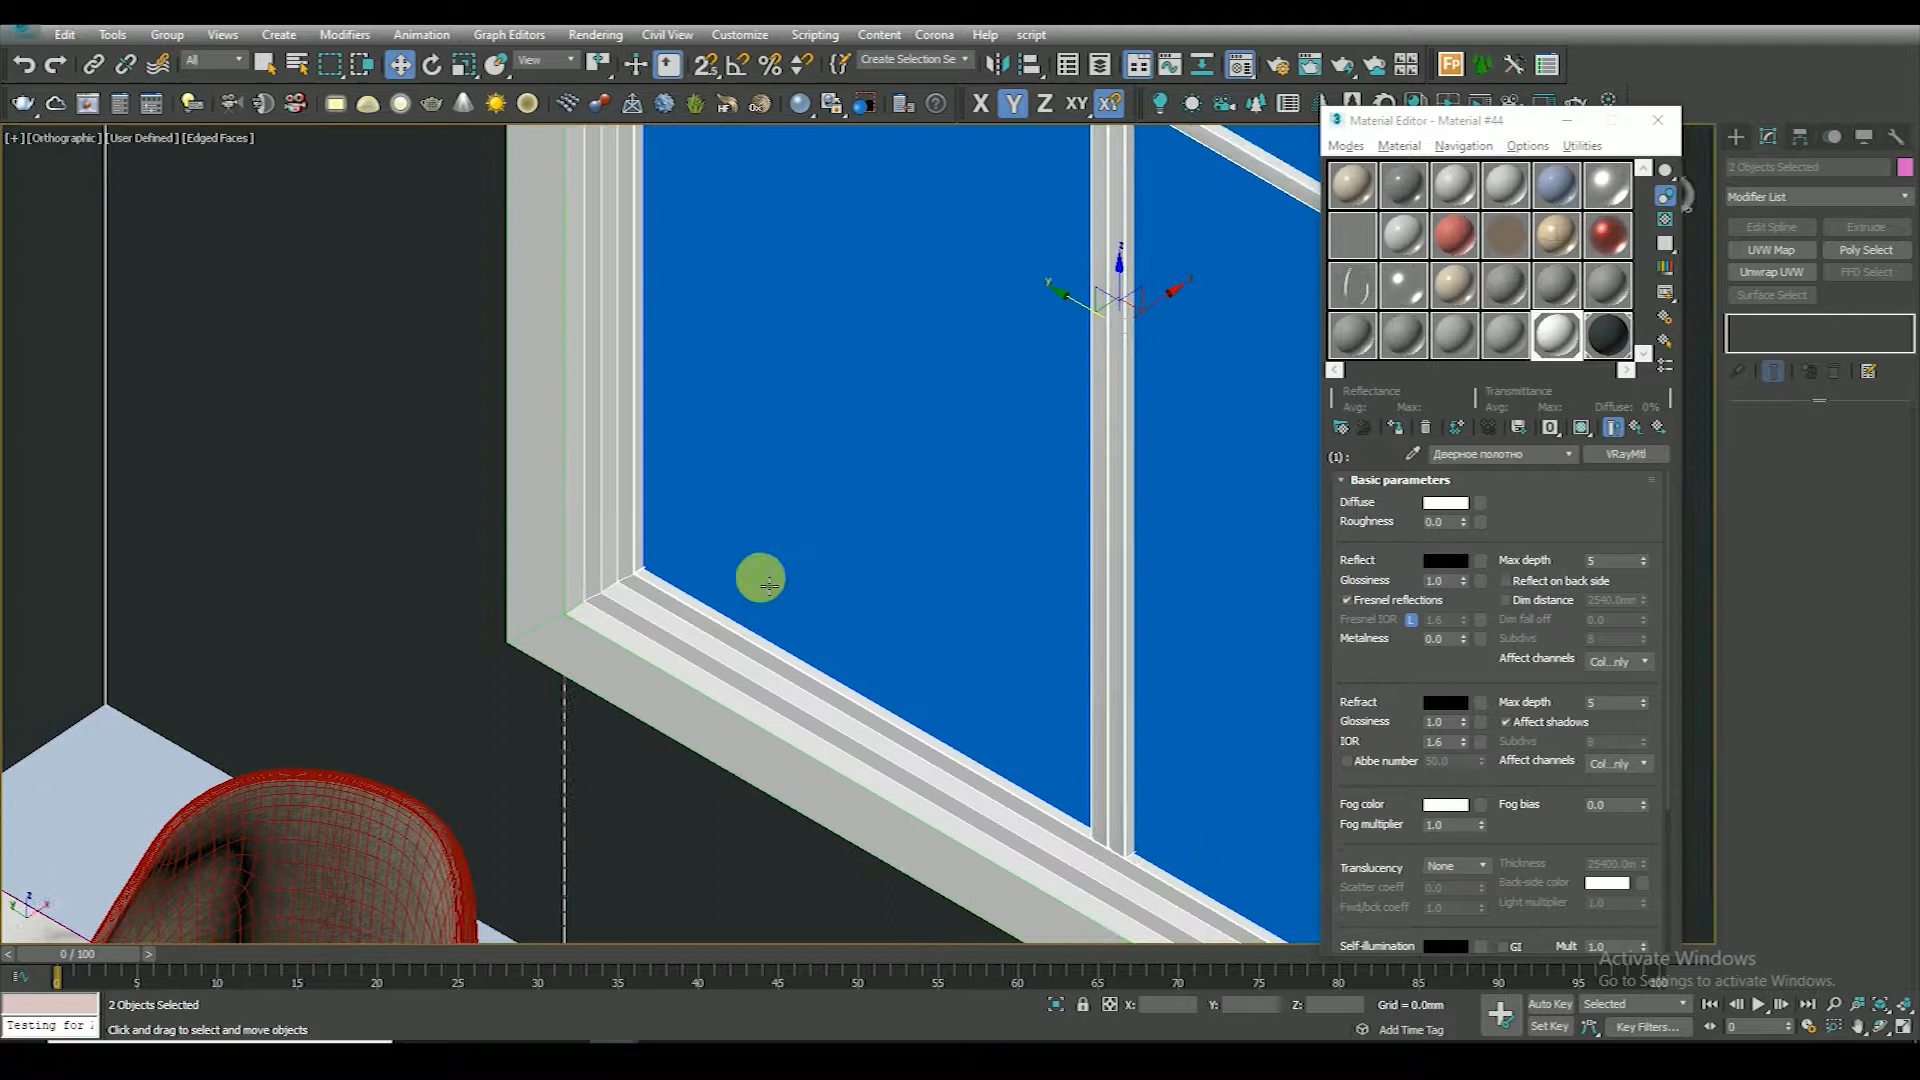 Edit Tools Group Views Create Modifiers Animation Graph Editors Rendering Civil View Customize Scripting Content Corona Help script
All View Create Selection Se
X Y Z XY
[+] [Orthographic ] [User Defined ] [Edged Faces ]
Material Editor - Material #44
Modes Material Navigation Options Utilities
2 Objects Selected
Modifier List
Edit Spline Extrude
UVW Map Poly Select
Unwrap UVW FFD Select
Surface Select
Reflectance Transmittance
Avg: Max: Avg: Max: Diffuse: 0%
(1) : Дверное полотно VRayMtl
Basic parameters
Diffuse
Roughness 0.0
Reflect Max depth 5
Glossiness 1.0 Reflect on back side
Fresnel reflections Dim distance 2540.0mm
Fresnel IOR L 1.6 Dim fall off 0.0
Metalness 0.0 Subdivs 8
Affect channels Col...nly
Refract Max depth 5
Glossiness 1.0 Affect shadows
IOR 1.6 Subdivs 8
Abbe number 50.0 Affect channels Col...nly
Fog color Fog bias 0.0
Fog multiplier 1.0
Translucency None Thickness 25400.0m
Scatter coeff 0.0 Back-side color
Fwd/bck coeff 1.0 Light multiplier 1.0
Self-illumination GI Mult 1.0
Activate Windows
Go to Settings to activate Windows.
< 0 / 100 >
0 5 10 15 20 25 30 35 40 45 50 55 60 65 70 75 80 85 90 95 100
2 Objects Selected X: Y: Z: Grid = 0.0mm Auto Key Selected
Testing for Click and drag to select and move objects Add Time Tag Set Key Key Filters... 0